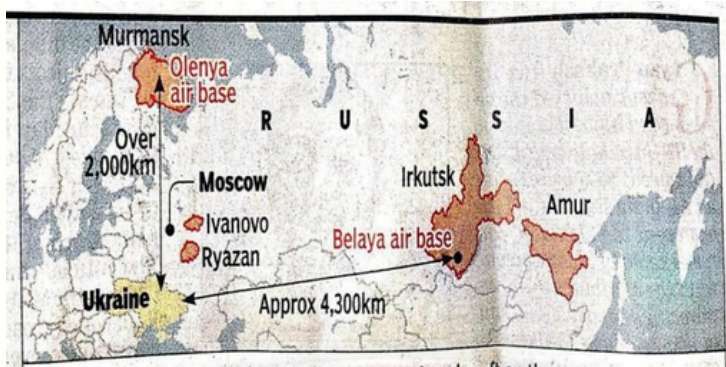 Murmansk
Olenya
air base
R U S S I A
Over
2,000km
Moscow
Irkutsk
Amur
Ivanovo
Belaya air base
Ryazan
Ukraine
Approx 4,300km